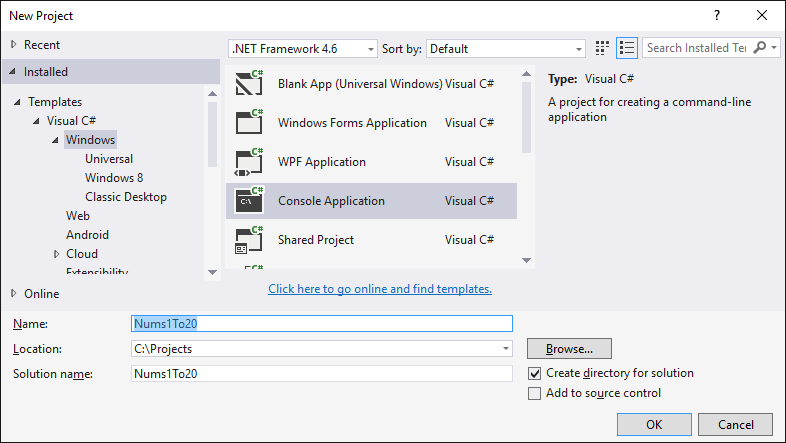 New Project
Recent
.NET Framework 4.6 Sort by: Default Search Installed Te
Installed
Templates
Visual C#
Windows
Universal
Windows 8
Classic Desktop
Web
Android
Cloud
Extensibility
Online
C#
Blank App (Universal Windows) Visual C#
C#
Windows Forms Application Visual C#
C#
WPF Application Visual C#
C#
C:\
Console Application Visual C#
C#
Shared Project Visual C#
C#
Click here to go online and find templates.
Type: Visual C#
A project for creating a command-line
application
Name: Nums1To20
Location: C:\Projects Browse...
Solution name: Nums1To20
Create directory for solution
Add to source control
OK Cancel